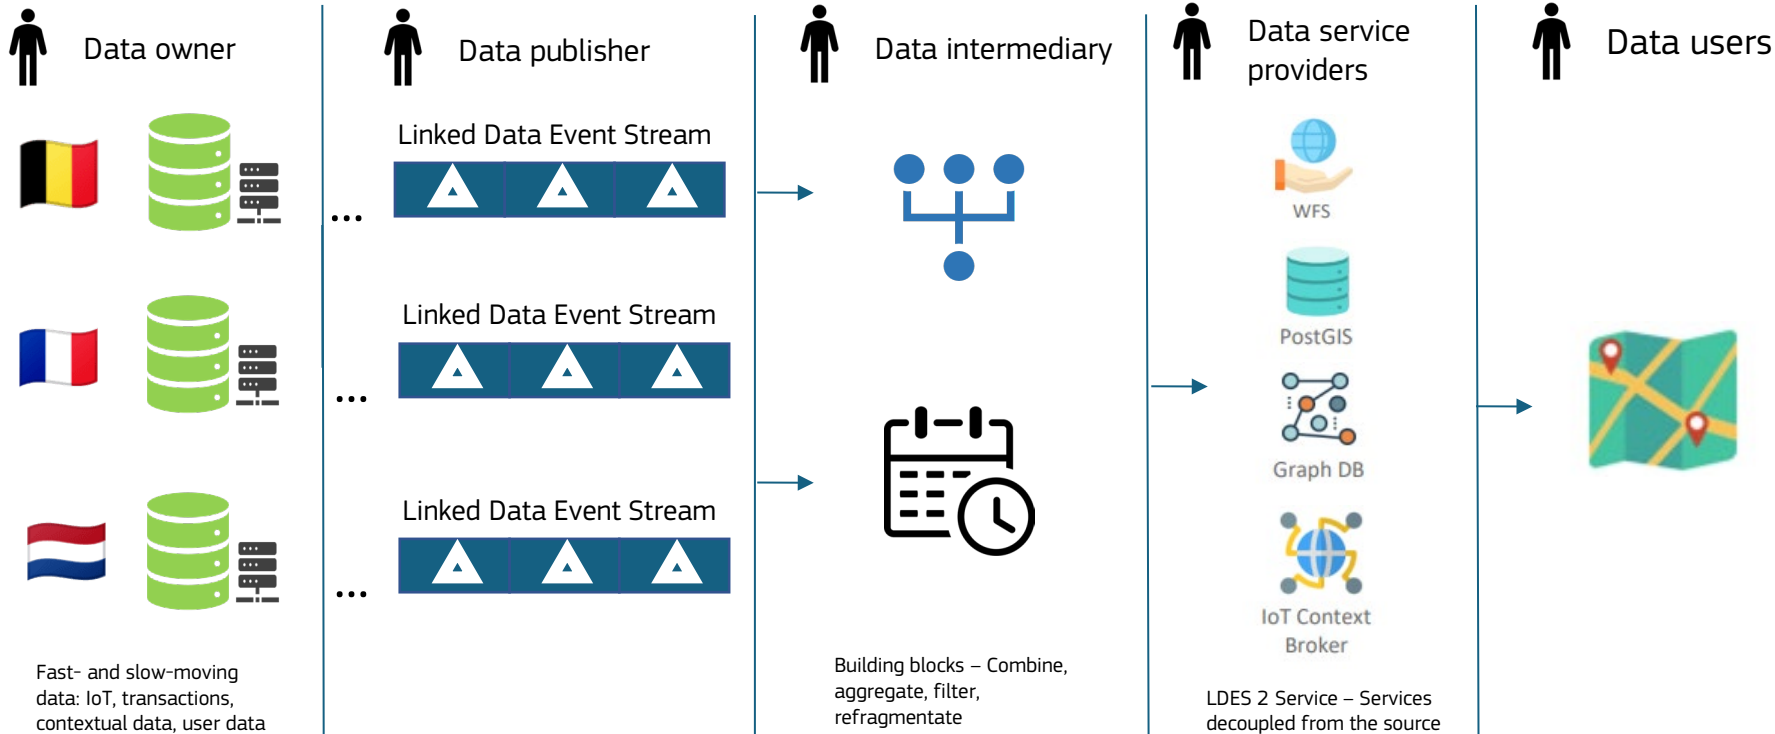 Data owner
Data publisher
Data intermediary
Data service
providers
Data users
Linked Data Event Stream
...
Linked Data Event Stream
...
Linked Data Event Stream
...
WFS
PostGIS
Graph DB
IoT Context
Broker
Fast- and slow-moving
data: IoT, transactions,
contextual data, user data
Building blocks – Combine,
aggregate, filter,
refragmentate
LDES 2 Service – Services
decoupled from the source